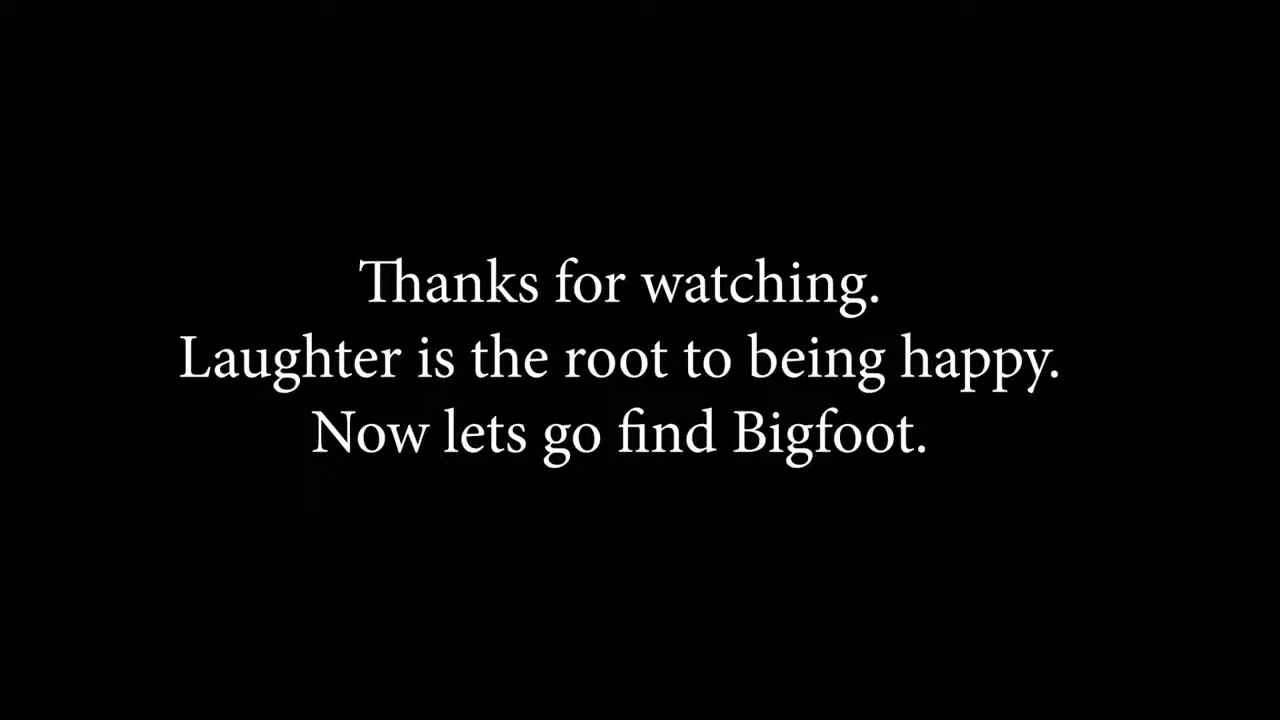 Thanks for watching.
Laughter is the root to being happy.
Now lets go find Bigfoot.